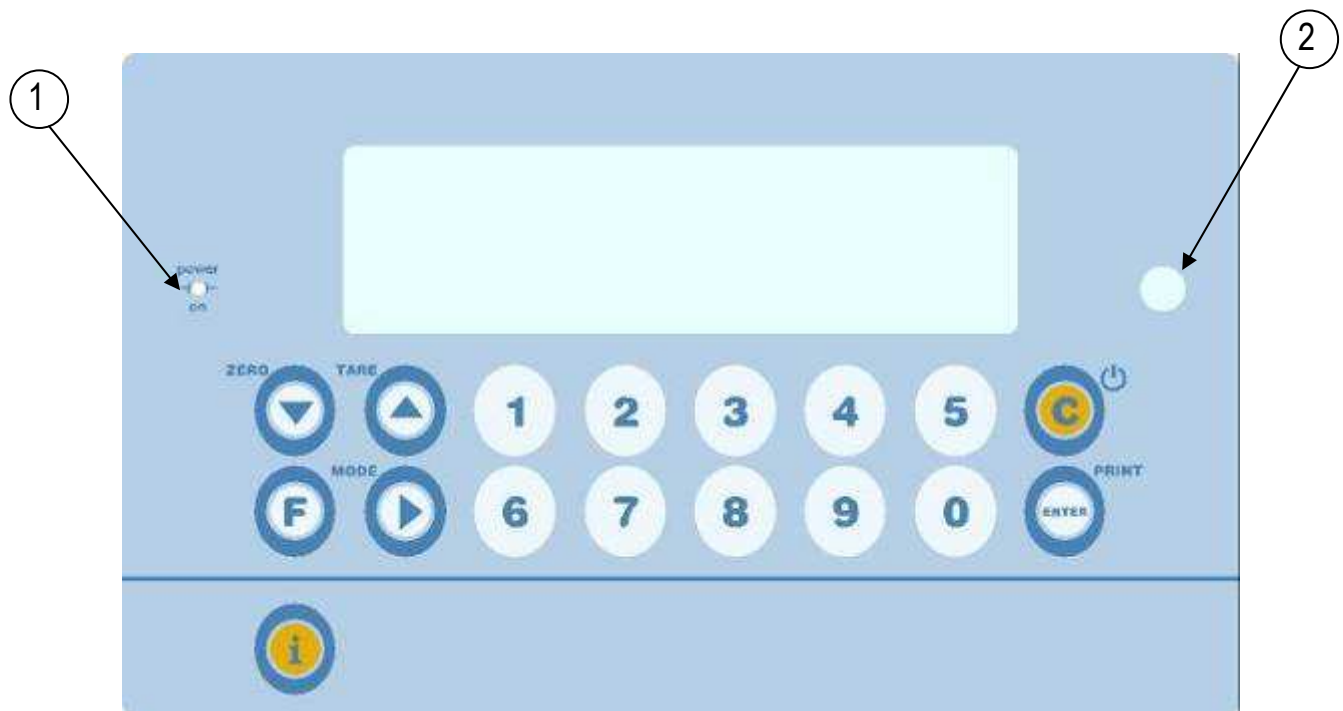 2
1
power
on
ZERO TARE 1 2 3 4 5 C
MODE PRINT
F 6 7 8 9 0 ENTER
i